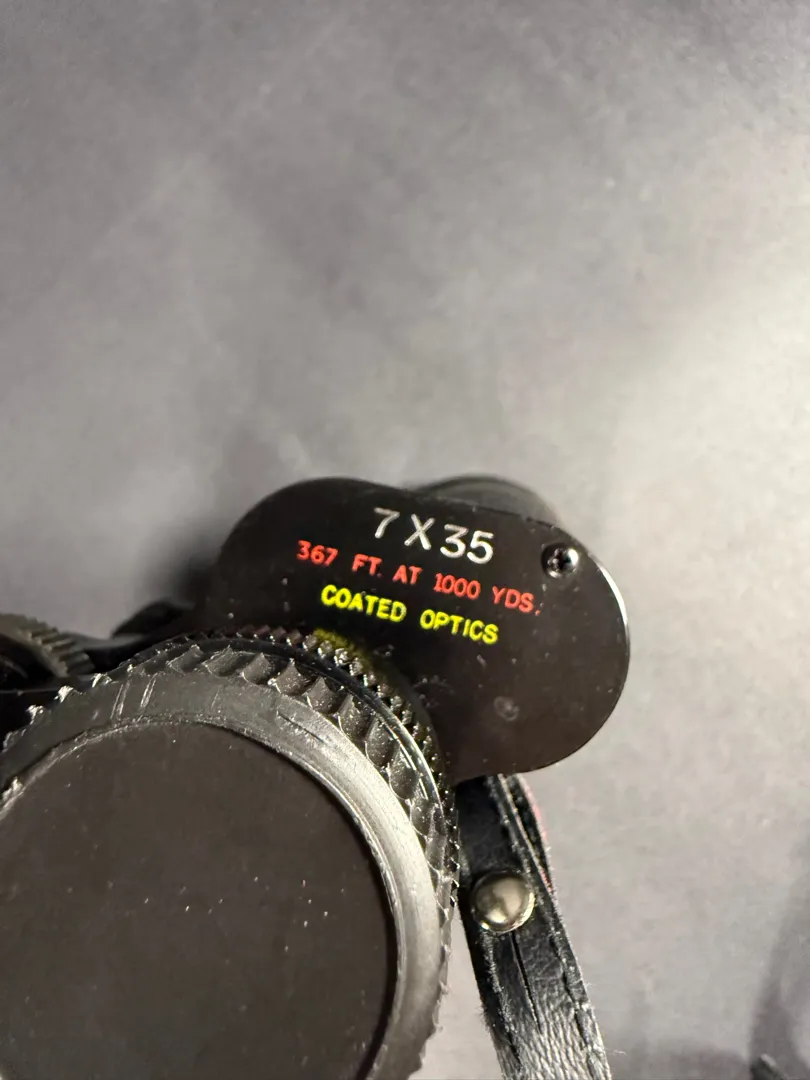 7 X 35
367 FT. AT 1000 YDS.
COATED OPTICS